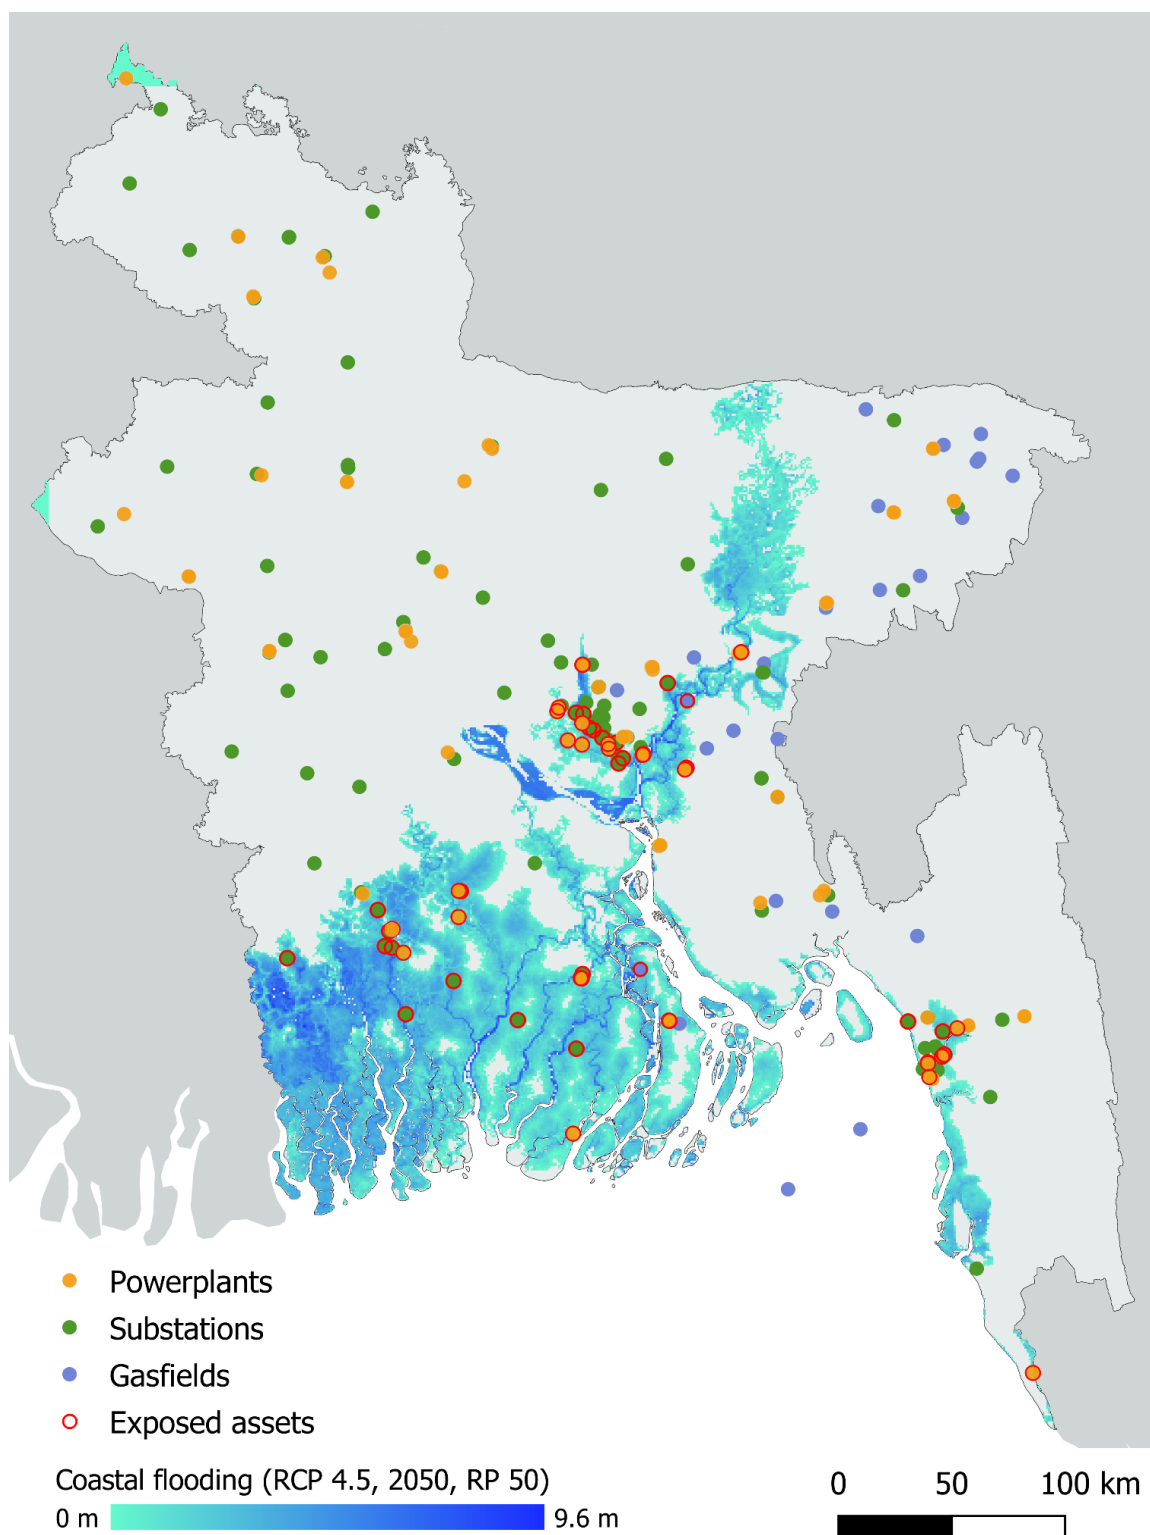 Powerplants
Substations
Gasfields
Exposed assets
Coastal flooding (RCP 4.5, 2050, RP 50)
0 m 9.6 m
0 50 100 km